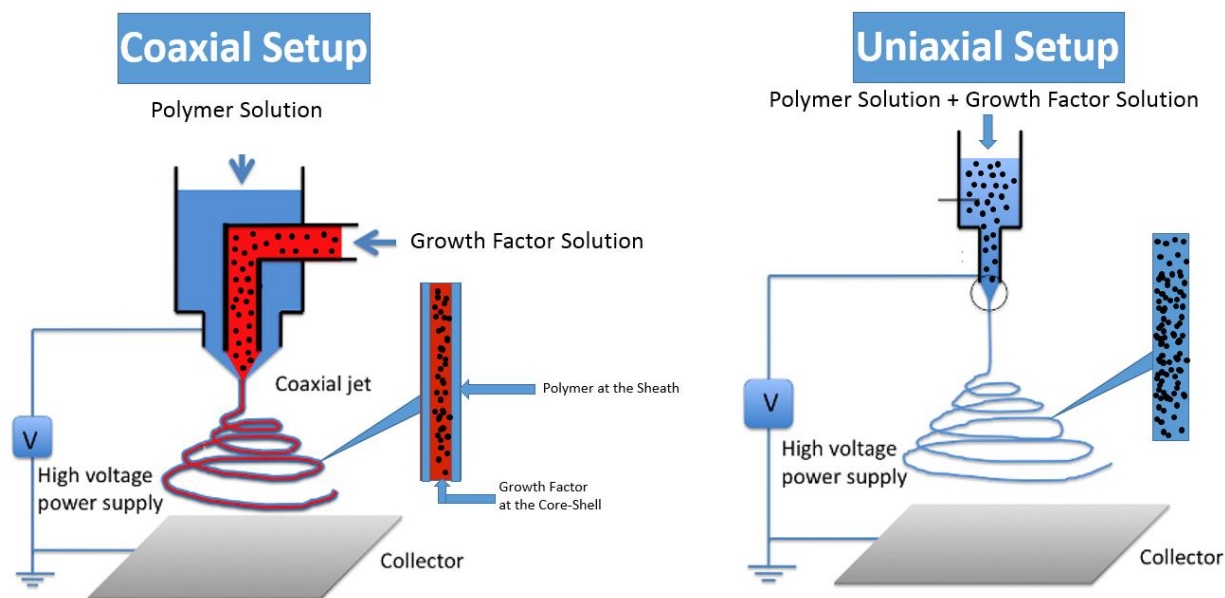 Coaxial Setup
Polymer Solution
Growth Factor Solution
Coaxial jet
Polymer at the Sheath
V
High voltage
power supply
Growth Factor
at the Core-Shell
Collector
Uniaxial Setup
Polymer Solution + Growth Factor Solution
V
High voltage
power supply
Collector